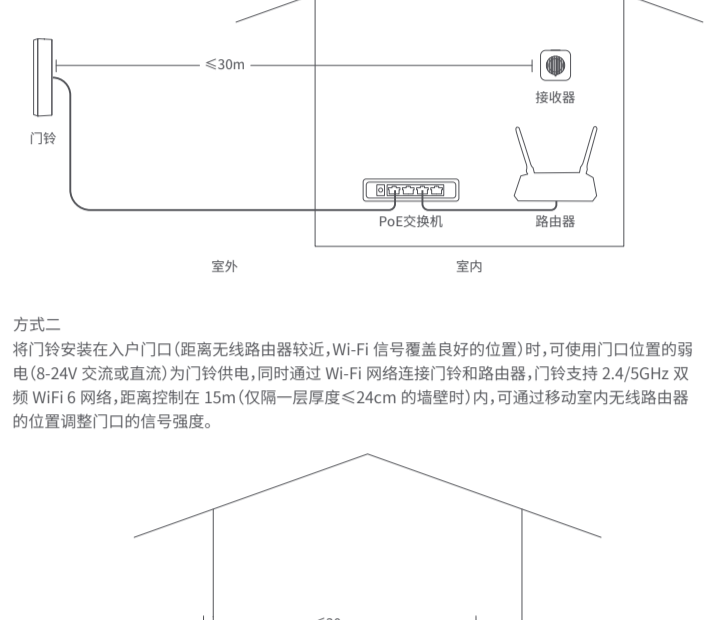 ≤30m
接收器
门铃
PoE交换机
路由器
室外
室内
方式二
将门铃安装在入户门口(距离无线路由器较近,Wi-Fi 信号覆盖良好的位置)时,可使用门口位置的弱
电(8-24V 交流或直流)为门铃供电,同时通过 Wi-Fi 网络连接门铃和路由器,门铃支持 2.4/5GHz 双
频 WiFi 6 网络,距离控制在 15m(仅隔一层厚度≤24cm 的墙壁时)内,可通过移动室内无线路由器
的位置调整门口的信号强度。